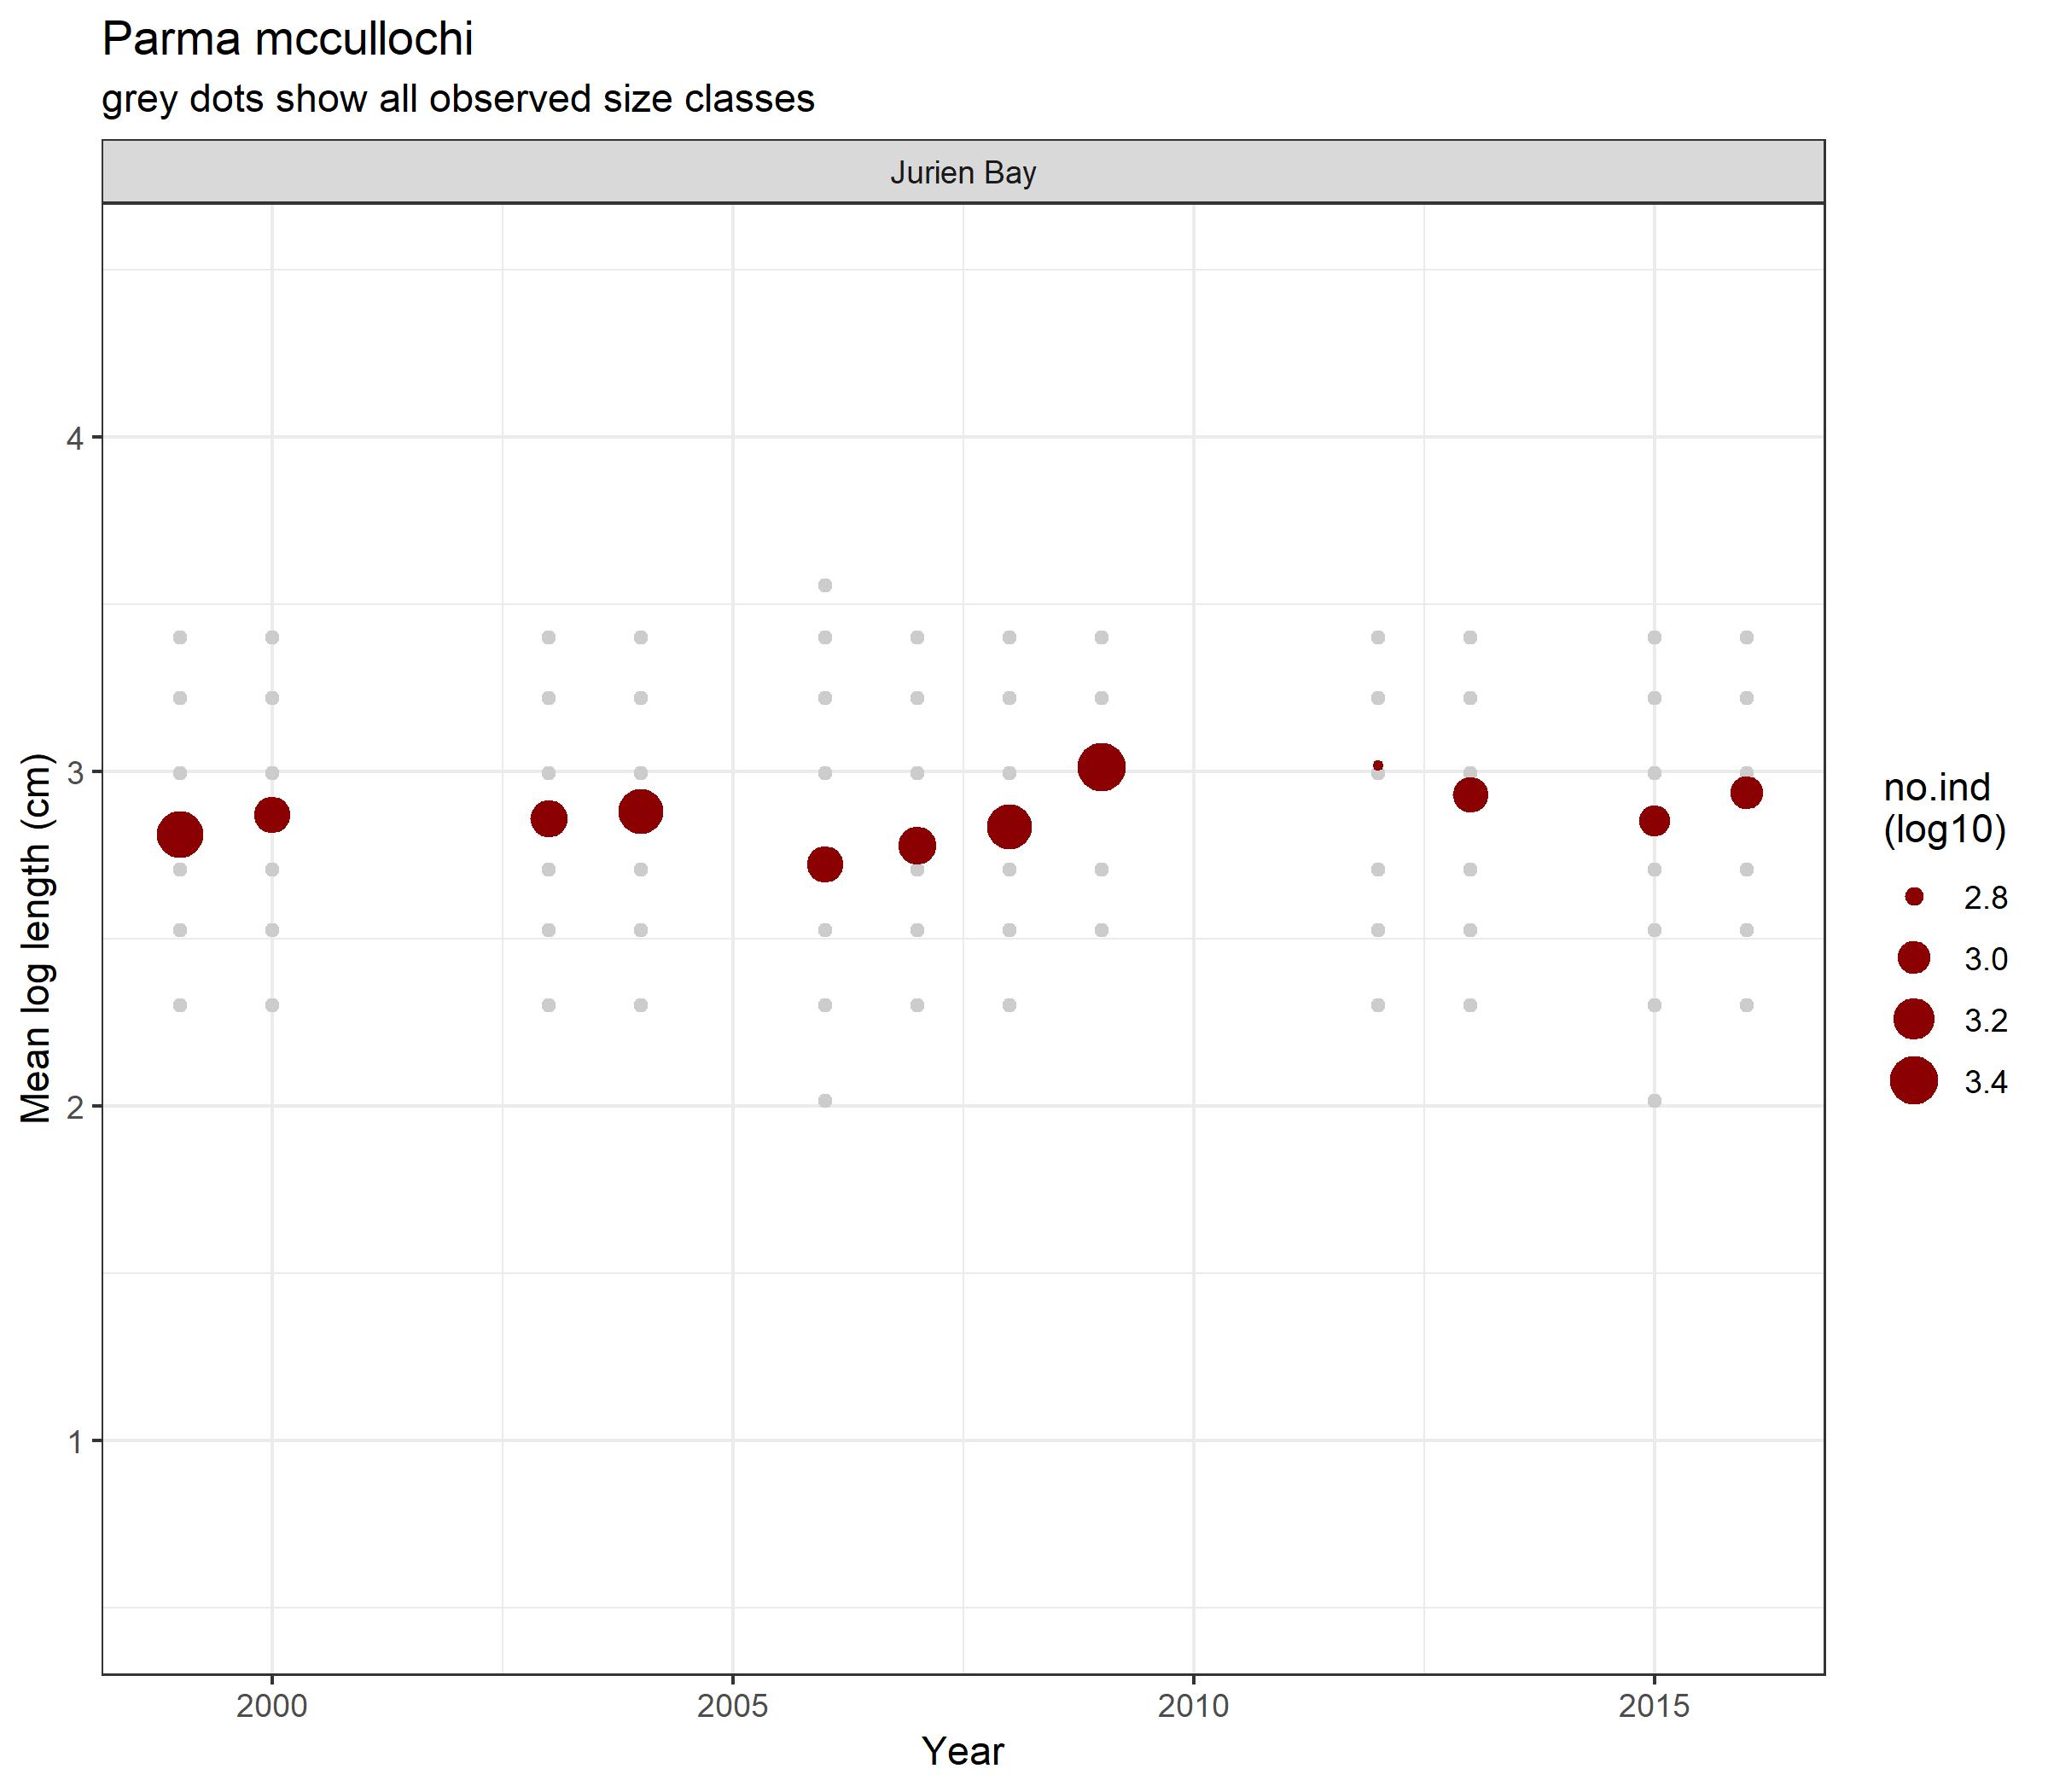 Parma mccullochi
grey dots show all observed size classes
Jurien Bay
Mean log length (cm)
4
3
2
1
2000
2005
2010
2015
Year
no.ind
(log10)
2.8
3.0
3.2
3.4